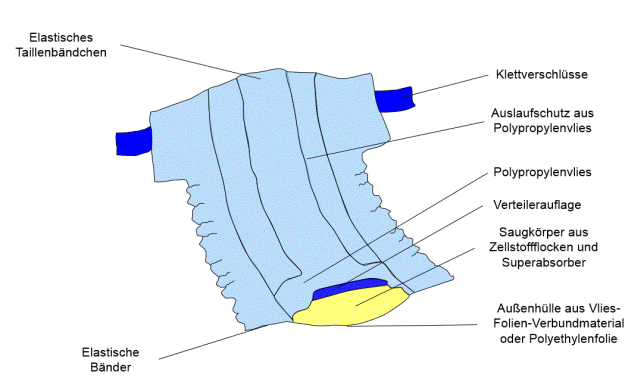 Elastisches
Taillenbändchen
Klettverschlüsse
Auslaufschutz aus
Polypropylenvlies
Polypropylenvlies
Verteilerauflage
Saugkörper aus
Zellstoffflocken und
Superabsorber
Außenhülle aus Vlies-
Folien-Verbundmaterial
oder Polyethylenfolie
Elastische
Bänder